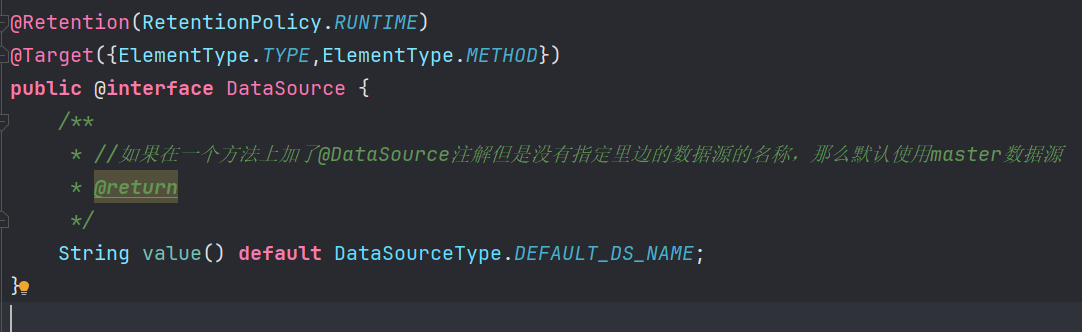 @Retention(RetentionPolicy.RUNTIME)
@Target({ElementType.TYPE,ElementType.METHOD})
public @interface DataSource {
    /**
     * //如果在一个方法上加了@DataSource注解但是没有指定里边的数据源的名称，那么默认使用master数据源
     * @return
     */
    String value() default DataSourceType.DEFAULT_DS_NAME;
}